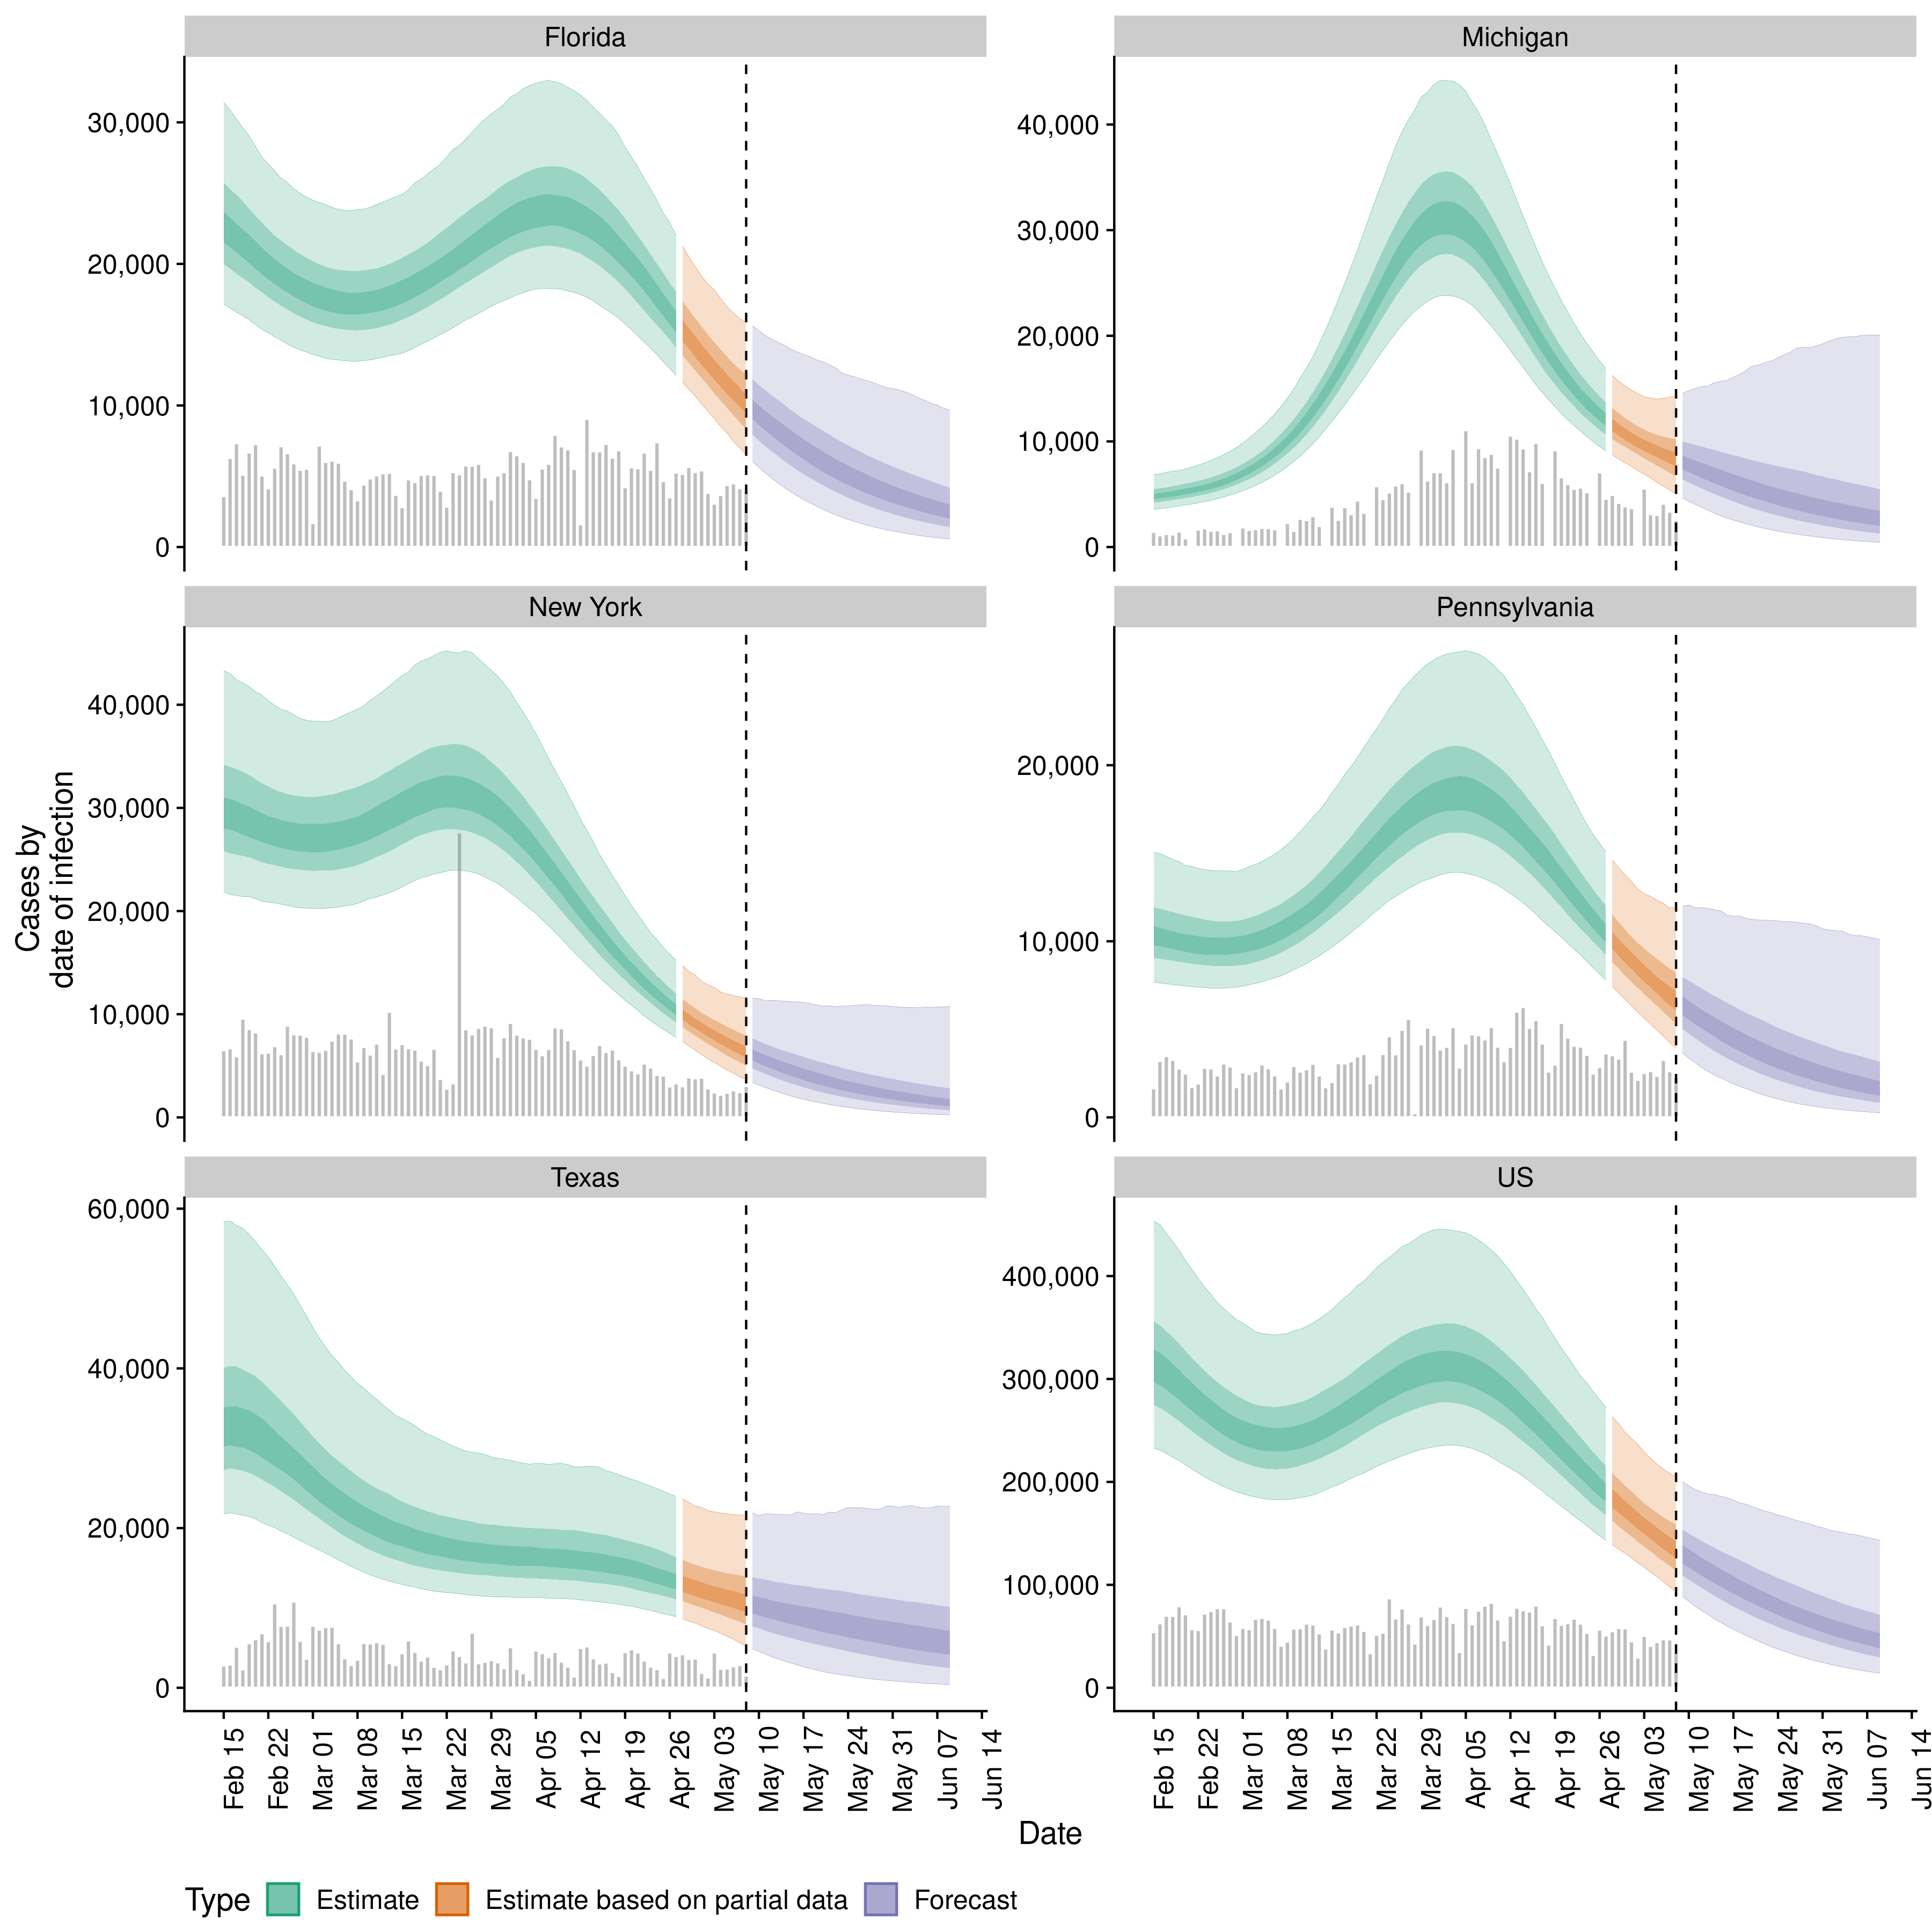 Florida
Michigan
30,000
20,000
10,000
0
40,000
30,000
20,000
10,000
0
New York
Pennsylvania
Cases by
date of infection
40,000
30,000
20,000
10,000
0
20,000
10,000
0
Texas
US
60,000
40,000
20,000
0
400,000
300,000
200,000
100,000
0
Feb 15
Feb 22
Mar 01
Mar 08
Mar 15
Mar 22
Mar 29
Apr 05
Apr 12
Apr 19
Apr 26
May 03
May 10
May 17
May 24
May 31
Jun 07
Jun 14
Feb 15
Feb 22
Mar 01
Mar 08
Mar 15
Mar 22
Mar 29
Apr 05
Apr 12
Apr 19
Apr 26
May 03
May 10
May 17
May 24
May 31
Jun 07
Jun 14
Date
Type
Estimate
Estimate based on partial data
Forecast